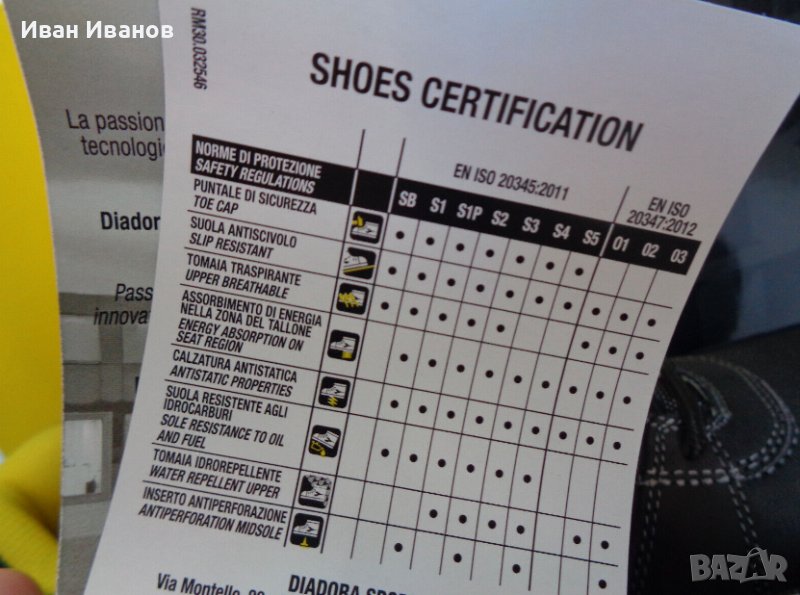 Иван Иванов
RM30.032546
SHOES CERTIFICATION
La passion
tecnologi
Diadora
Pass
innova
NORME DI PROTEZIONE
SAFETY REGULATIONS
EN ISO 20345:2011
EN ISO
20347:2012
SB S1 S1P S2 S3 S4 S5 01 02 03
PUNTALE DI SICUREZZA
TOE CAP
SUOLA ANTISCIVOLO
SLIP RESISTANT
TOMAIA TRASPIRANTE
UPPER BREATHABLE
ASSORBIMENTO DI ENERGIA
NELLA ZONA DEL TALLONE
ENERGY ABSORPTION ON
SEAT REGION
CALZATURA ANTISTATICA
ANTISTATIC PROPERTIES
SUOLA RESISTENTE AGLI
IDROCARBURI
SOLE RESISTANCE TO OIL
AND FUEL
TOMAIA IDROREPELLENTE
WATER REPELLENT UPPER
INSERTO ANTIPERFORAZIONE
ANTIPERFORATION MIDSOLE
DIADORA
Via Montello,
BAZAR